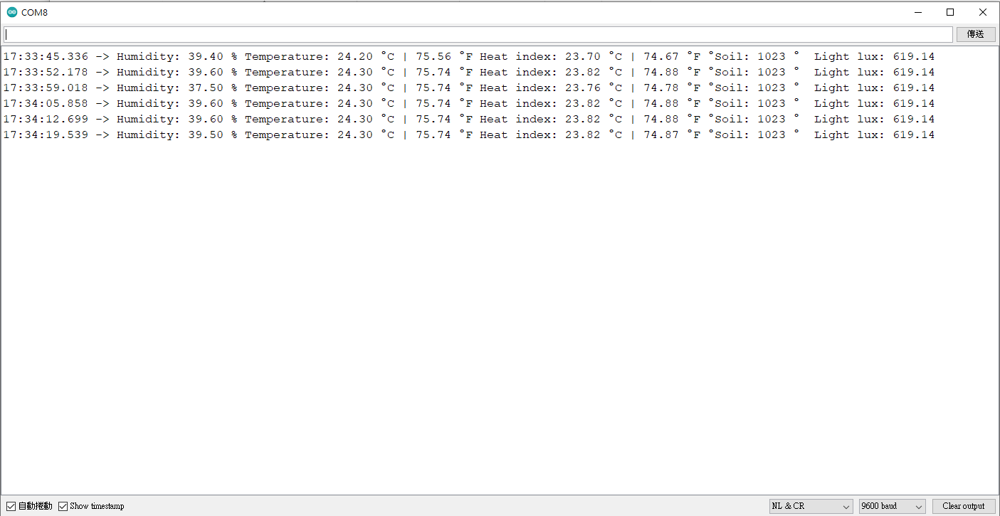 COM8
傳送
17:33:45.336 -> Humidity: 39.40 % Temperature: 24.20 °C | 75.56 °F Heat index: 23.70 °C | 74.67 °F °Soil: 1023 °  Light lux: 619.14
17:33:52.178 -> Humidity: 39.60 % Temperature: 24.30 °C | 75.74 °F Heat index: 23.82 °C | 74.88 °F °Soil: 1023 °  Light lux: 619.14
17:33:59.018 -> Humidity: 37.50 % Temperature: 24.30 °C | 75.74 °F Heat index: 23.76 °C | 74.78 °F °Soil: 1023 °  Light lux: 619.14
17:34:05.858 -> Humidity: 39.60 % Temperature: 24.30 °C | 75.74 °F Heat index: 23.82 °C | 74.88 °F °Soil: 1023 °  Light lux: 619.14
17:34:12.699 -> Humidity: 39.60 % Temperature: 24.30 °C | 75.74 °F Heat index: 23.82 °C | 74.88 °F °Soil: 1023 °  Light lux: 619.14
17:34:19.539 -> Humidity: 39.50 % Temperature: 24.30 °C | 75.74 °F Heat index: 23.82 °C | 74.87 °F °Soil: 1023 °  Light lux: 619.14
自動捲動 Show timestamp NL & CR 9600 baud Clear output